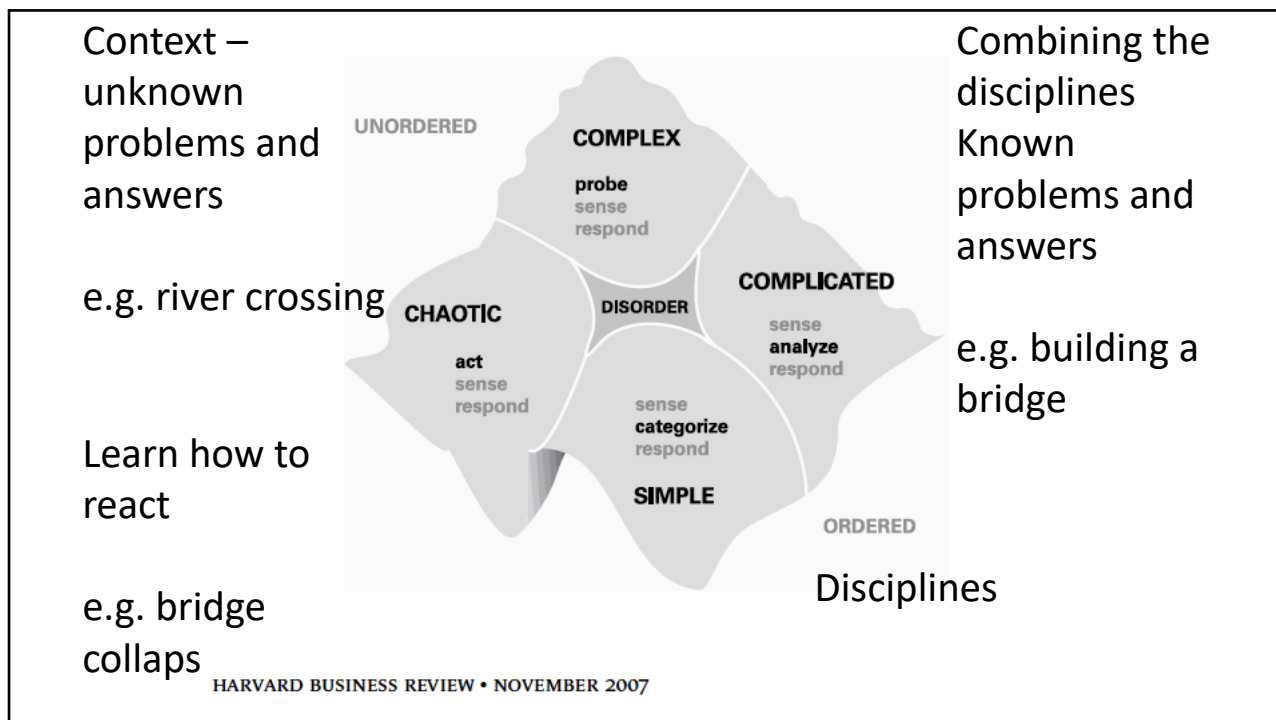 Context –
unknown
problems and
answers
e.g. river crossing
Learn how to
react
e.g. bridge
collaps
UNORDERED
COMPLEX
probe
sense
respond
CHAOTIC
act
sense
respond
DISORDER
COMPLICATED
sense
analyze
respond
sense
categorize
respond
SIMPLE
ORDERED
Combining the
disciplines
Known
problems and
answers
e.g. building a
bridge
Disciplines
HARVARD BUSINESS REVIEW • NOVEMBER 2007